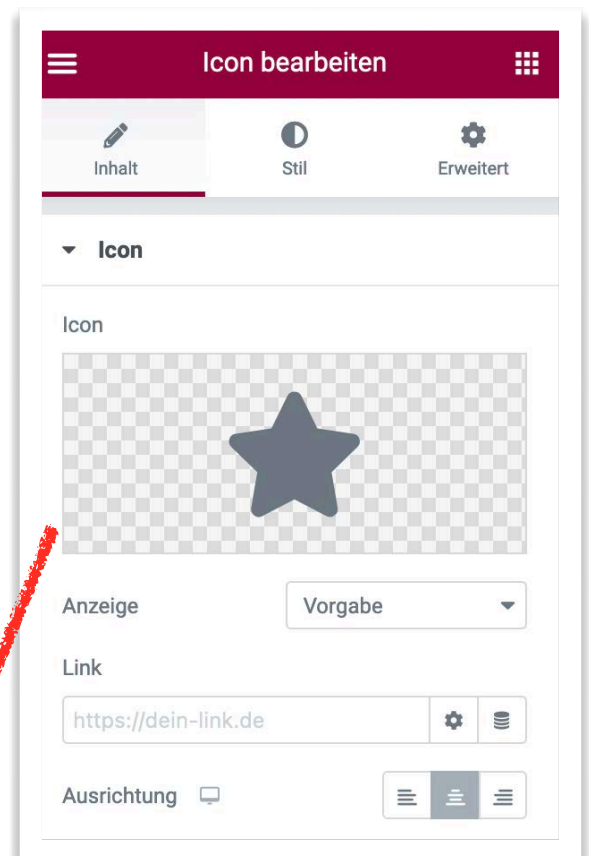 Icon bearbeiten
Inhalt Stil Erweitert
Icon
Icon
Anzeige Vorgabe
Link
https://dein-link.de
Ausrichtung